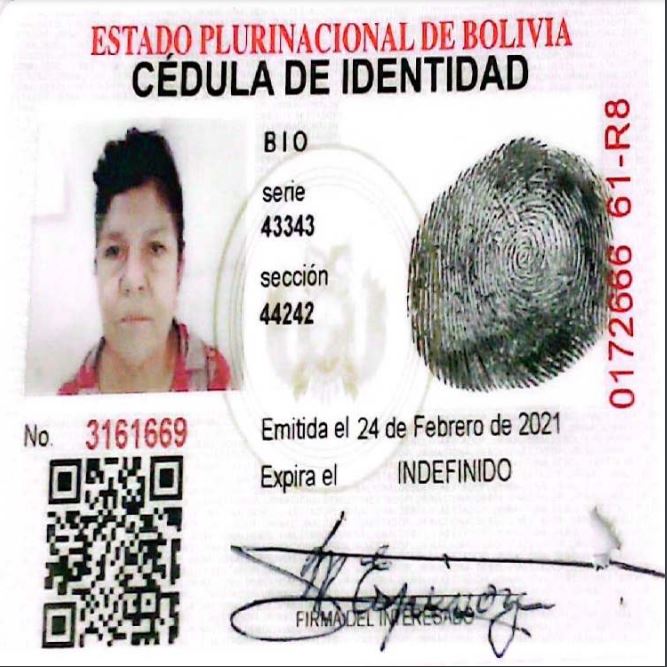 ESTADO PLURINACIONAL DE BOLIVIA
CÉDULA DE IDENTIDAD
BIO
serie
43343
sección
44242
0172666 61-R8
No. 3161669
Emitida el 24 de Febrero de 2021
Expira el INDEFINIDO
FIRMA DEL INTERESADO